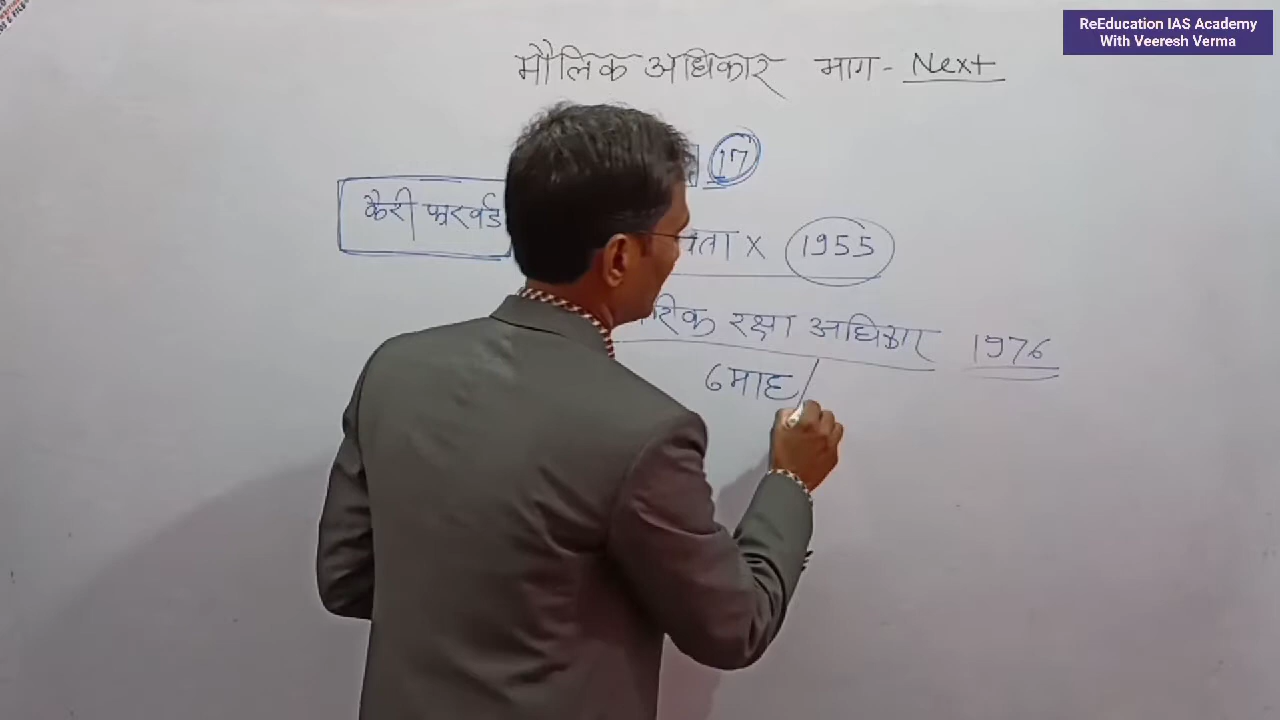 ReEducation IAS Academy
With Veeresh Verma
मौलिक अधिकार भाग - Next
17
कैरी फारवर्ड
X 1955
रक्षा अधिकार 1976
6 माह /